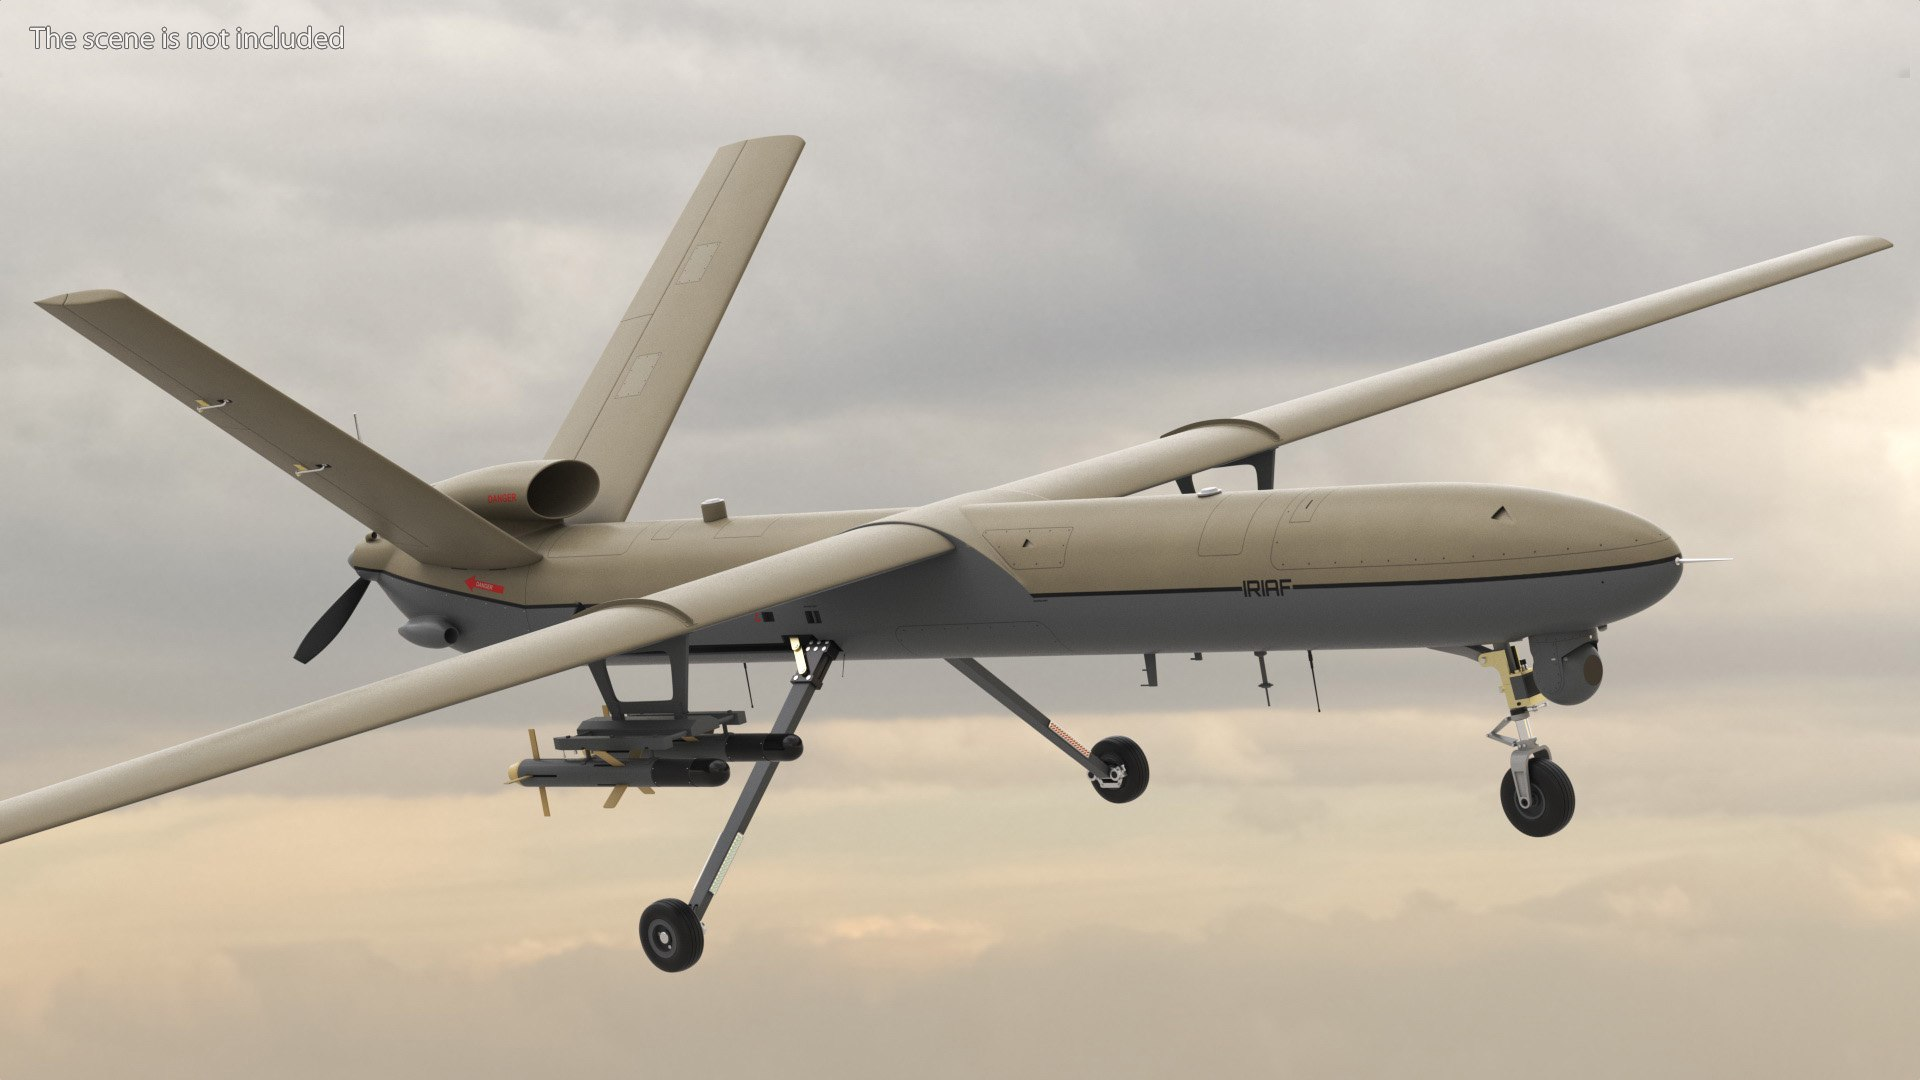 The scene is not included
DANGER
DANGER
IRIAF